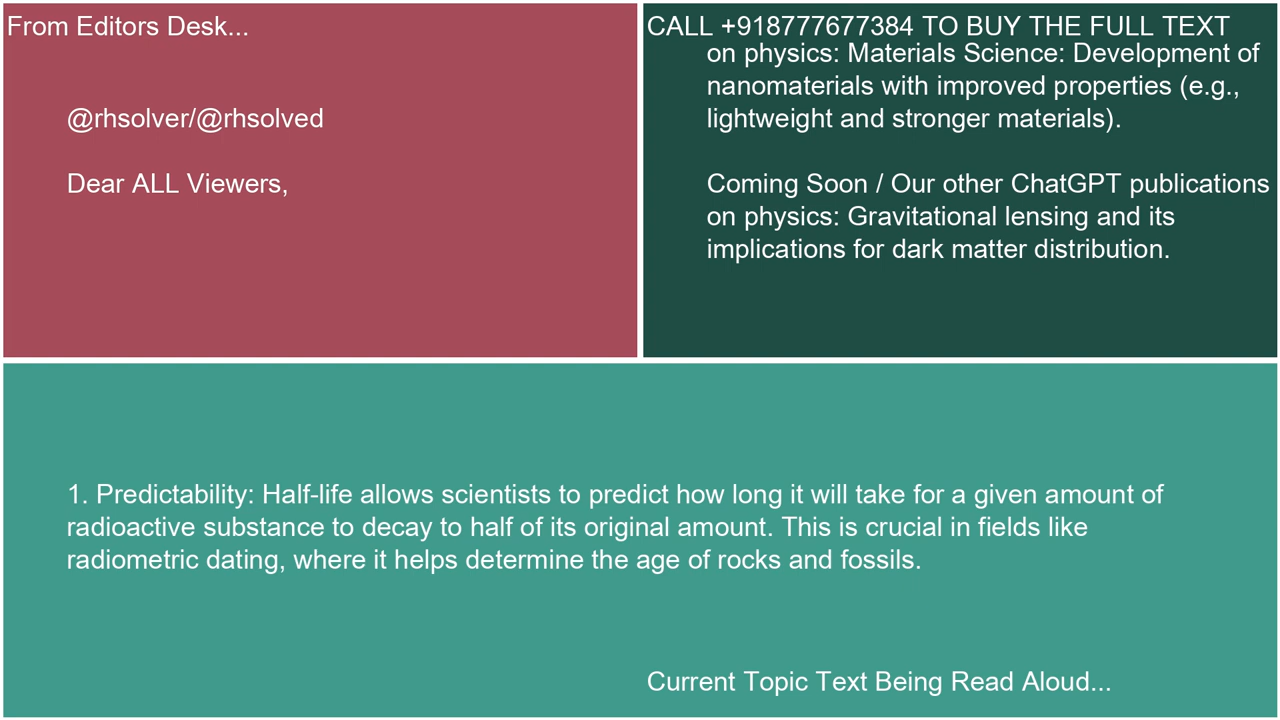 From Editors Desk...
@rhsolver/@rhsolved
Dear ALL Viewers,
CALL +918777677384 TO BUY THE FULL TEXT
on physics: Materials Science: Development of
nanomaterials with improved properties (e.g.,
lightweight and stronger materials).
Coming Soon / Our other ChatGPT publications
on physics: Gravitational lensing and its
implications for dark matter distribution.
1. Predictability: Half-life allows scientists to predict how long it will take for a given amount of
radioactive substance to decay to half of its original amount. This is crucial in fields like
radiometric dating, where it helps determine the age of rocks and fossils.
Current Topic Text Being Read Aloud...